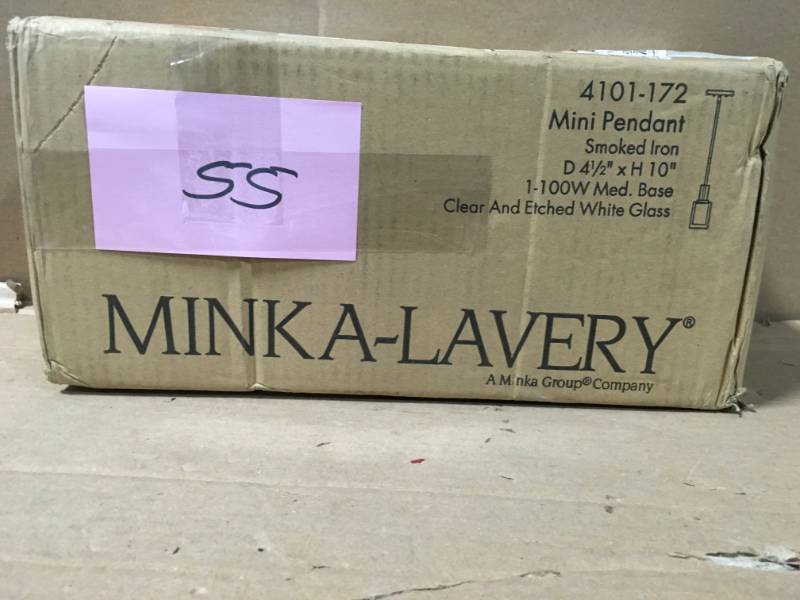 4101-172
Mini Pendant
Smoked Iron
D 4½" x H 10"
1-100W Med. Base
Clear And Etched White Glass
55
MINKA-LAVERY®
A Minka Group® Company